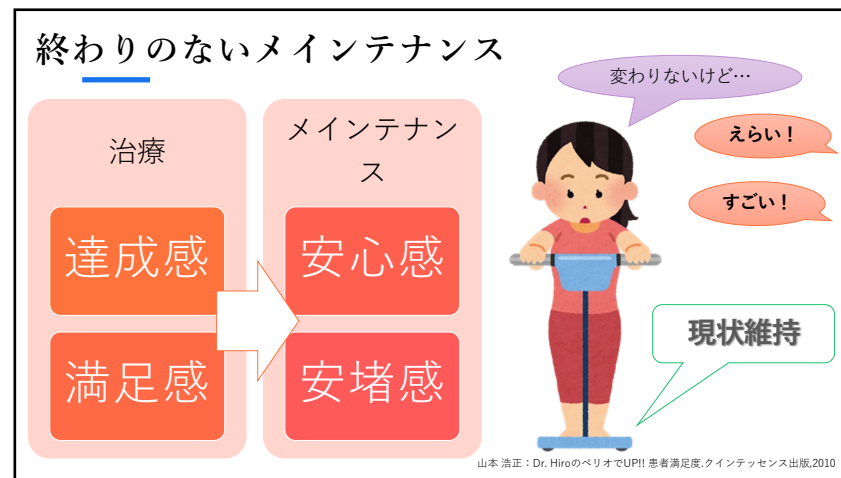 終わりのないメインテナンス
治療
達成感
満足感
メインテナン
ス
安心感
安堵感
変わりないけど…
えらい！
すごい！
現状維持
山本 浩正：Dr. HiroのペリオでUP!! 患者満足度.クインテッセンス出版,2010